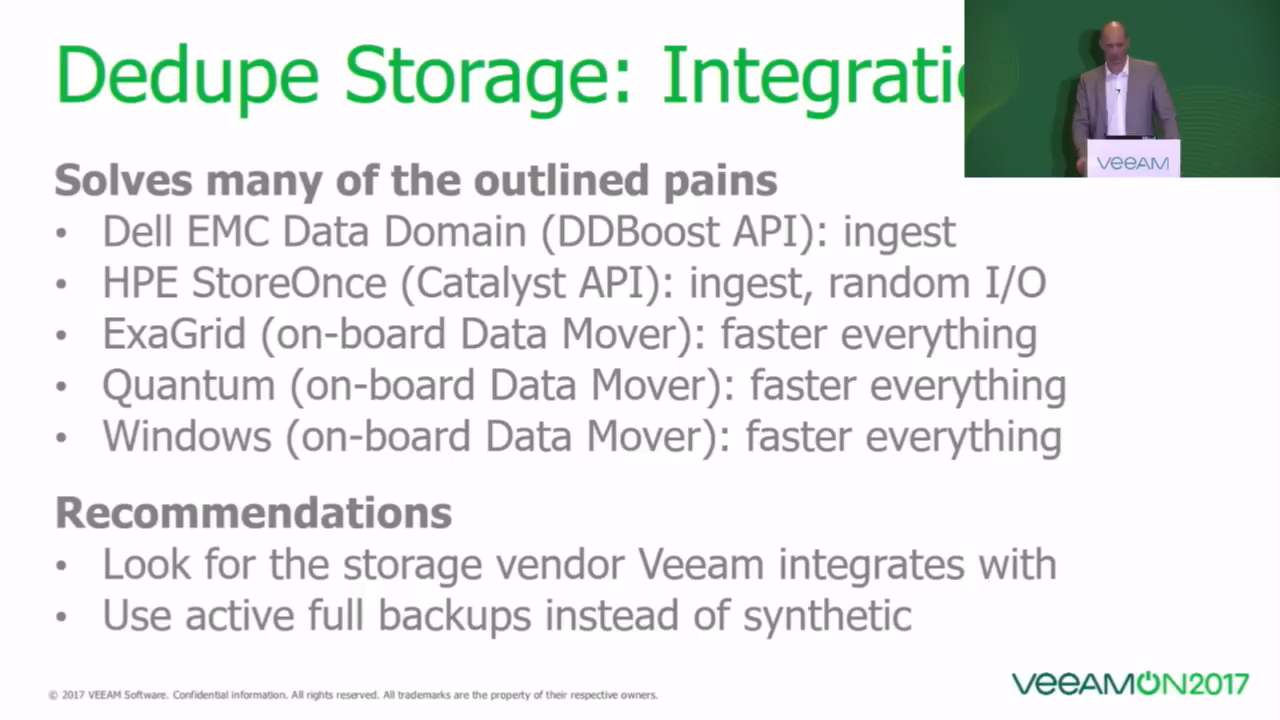 Dedupe Storage: Integratio
VEEAM
Solves many of the outlined pains
• Dell EMC Data Domain (DDBoost API): ingest
• HPE StoreOnce (Catalyst API): ingest, random I/O
• ExaGrid (on-board Data Mover): faster everything
• Quantum (on-board Data Mover): faster everything
• Windows (on-board Data Mover): faster everything
Recommendations
• Look for the storage vendor Veeam integrates with
• Use active full backups instead of synthetic
© 2017 VEEAM Software. Confidential information. All rights reserved. All trademarks are the property of their respective owners.
VEEAMON2017